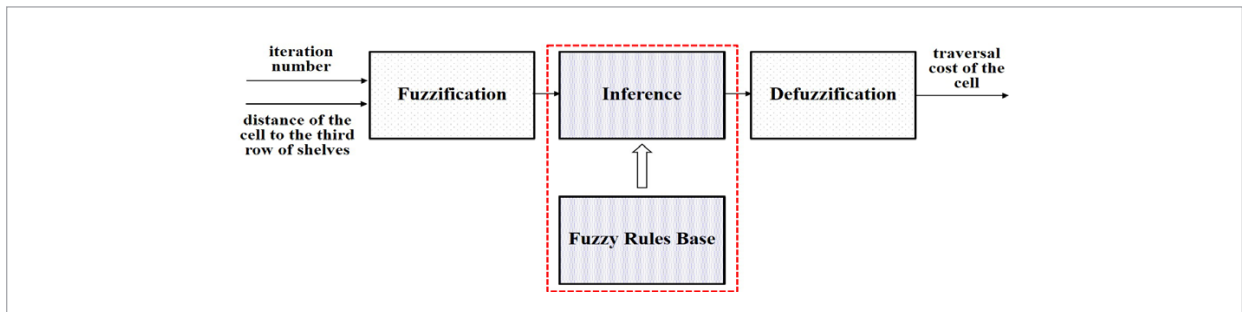 iteration
number
distance of the
cell to the third
row of shelves
Fuzzification
Inference
Fuzzy Rules Base
Defuzzification
traversal
cost of the
cell